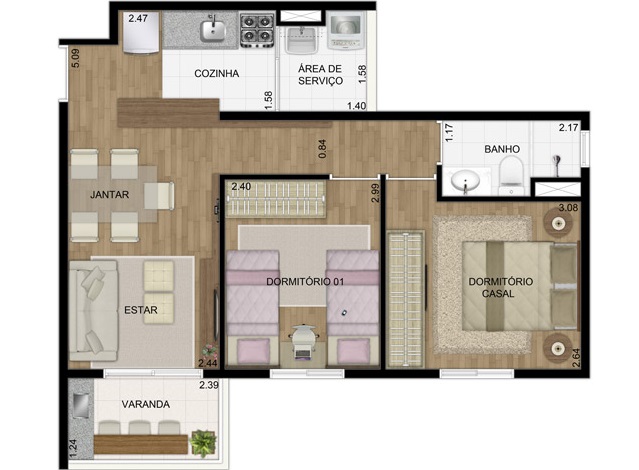 2.47
5.09
COZINHA
1.58
ÁREA DE
SERVIÇO
1.58
1.40
0.84
1.17
2.17
BANHO
JANTAR
2.40
2.99
3.08
DORMITÓRIO 01
DORMITÓRIO
CASAL
ESTAR
2.44
2.64
2.39
VARANDA
1.24